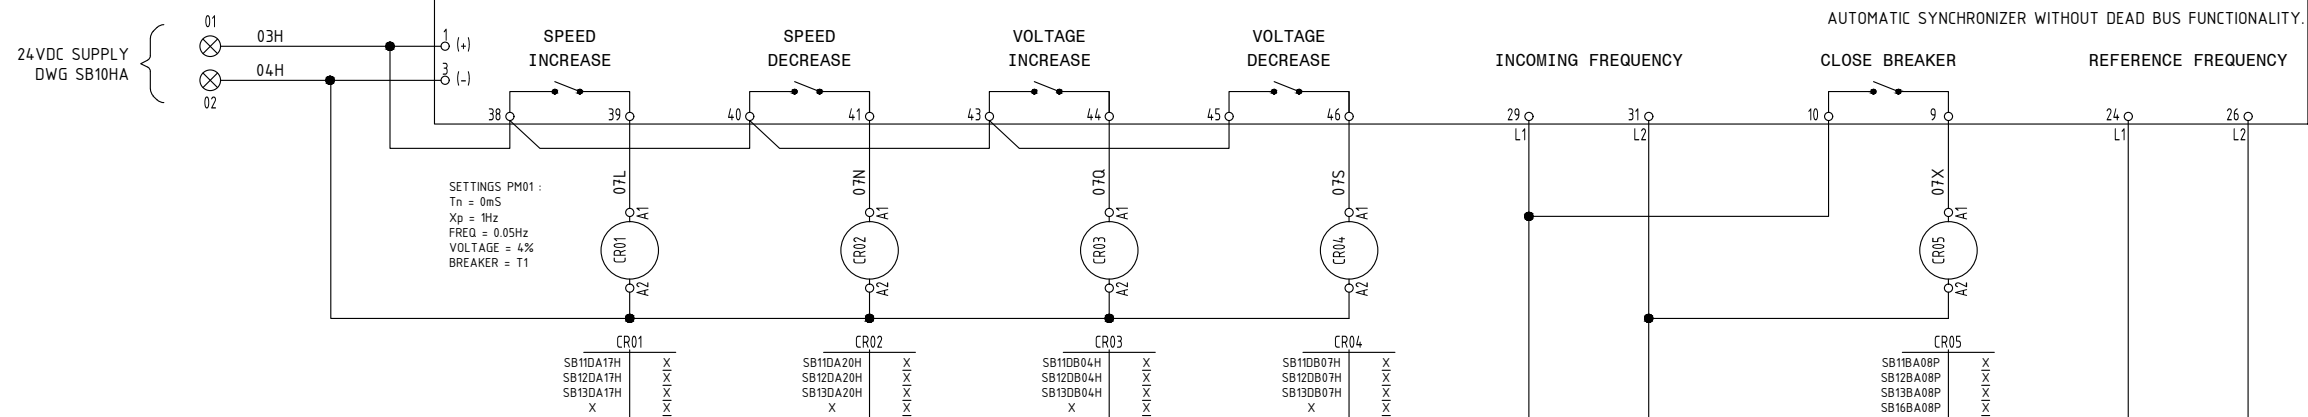 AUTOMATIC SYNCHRONIZER WITHOUT DEAD BUS FUNCTIONALITY.
24VDC SUPPLY
DWG SB10HA
01
03H
1 (+)
04H
3 (-)
02
SPEED
INCREASE
SPEED
DECREASE
VOLTAGE
INCREASE
VOLTAGE
DECREASE
INCOMING FREQUENCY
CLOSE BREAKER
REFERENCE FREQUENCY
38 39 40 41 43 44 45 46 29 31 10 9 24 26
L1 L2 L1 L2
07L 07N 07Q 07S 07X
SETTINGS PM01 :
Tn = 0mS
Xp = 1Hz
FREQ = 0.05Hz
VOLTAGE = 4%
BREAKER = T1
A1 A1 A1 A1 A1
CR01 CR02 CR03 CR04 CR05
A2 A2 A2 A2 A2
CR01
SB11DA17H X
SB12DA17H X
SB13DA17H X
X X
CR02
SB11DA20H X
SB12DA20H X
SB13DA20H X
X X
CR03
SB11DB04H X
SB12DB04H X
SB13DB04H X
X X
CR04
SB11DB07H X
SB12DB07H X
SB13DB07H X
X X
CR05
SB11BA08P X
SB12BA08P X
SB13BA08P X
SB16BA08P X